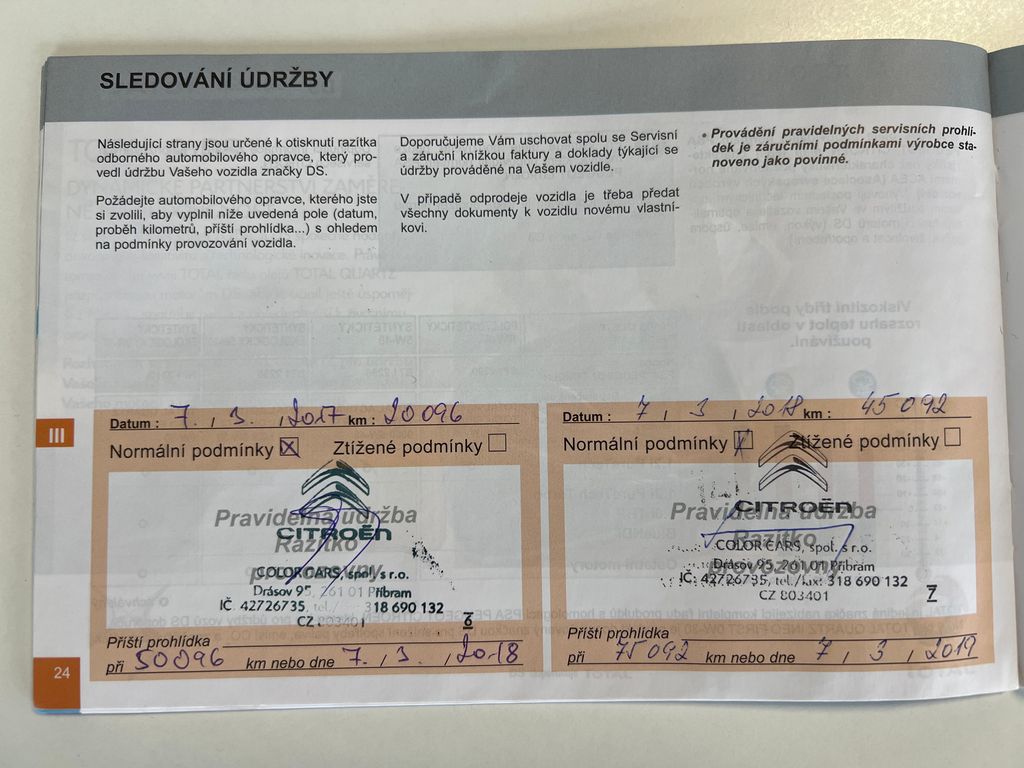 SLEDOVÁNÍ ÚDRŽBY
Následující strany jsou určené k otisknutí razítka
odborného automobilového opravce, který pro-
vedl údržbu Vašeho vozidla značky DS.
Požádejte automobilového opravce, kterého jste
si zvolili, aby vyplnil níže uvedená pole (datum,
proběh kilometrů, příští prohlídka...) s ohledem
na podmínky provozování vozidla.
Doporučujeme Vám uschovat spolu se Servisní
a záruční knížkou faktury a doklady týkající se
údržby prováděné na Vašem vozidle.
V případě odprodeje vozidla je třeba předat
všechny dokumenty k vozidlu novému vlastní-
kovi.
• Provádění pravidelných servisních prohlí-
dek je záručními podmínkami výrobce sta-
noveno jako povinné.
III
Datum : 7. , 3. , 2017 km : 20096
Normální podmínky Ztížené podmínky
Pravidelná údržba
Razítko
provozovny
CITROËN
COLOR CARS, spol. s r.o.
Drásov 95, 261 01 Příbram
IČ. 42726735, tel./ 318 690 132
CZ 803401
6
Příští prohlídka
při 50096 km nebo dne 7. , 3. , 2018
Datum : 7 , 3 , 2018 km : 45092
Normální podmínky Ztížené podmínky
Pravidelná údržba
Razítko
provozovny
CITROËN
COLOR CARS, spol. s r.o.
Drásov 95, 261 01 Příbram
IČ. 42726735, tel./fax: 318 690 132
CZ 803401
7
Příští prohlídka
při 75092 km nebo dne 7 , 3 , 2019
24